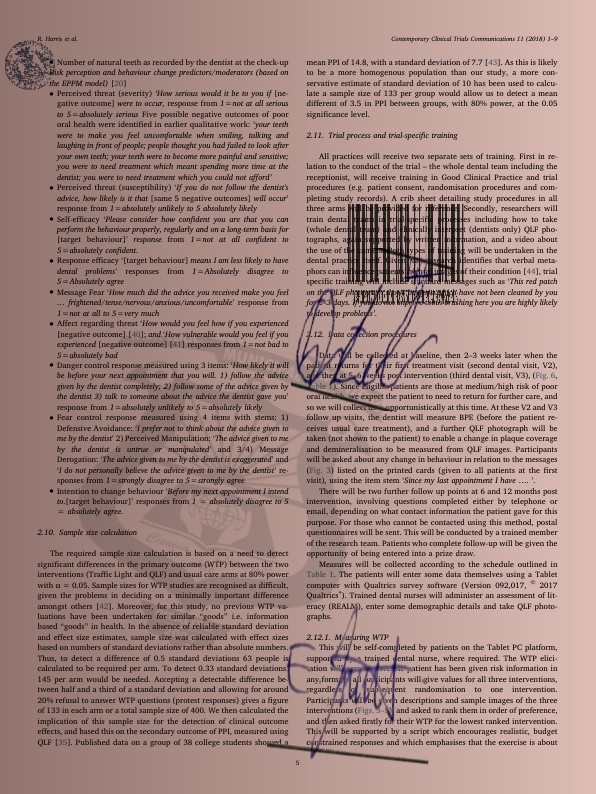 R. Harris et al.
Contemporary Clinical Trials Communications 11 (2018) 1–9
• Number of natural teeth as recorded by the dentist at the check-up
Risk perception and behaviour change predictors/moderators (based on
the EPPM model) [20]
• Perceived threat (severity) 'How serious would it be to you if [ne-
gative outcome] were to occur, response from 1=not at all serious
to 5=absolutely serious Five possible negative outcomes of poor
oral health were identified in earlier qualitative work: 'your teeth
were to make you feel uncomfortable when smiling, talking and
laughing in front of people; people thought you had failed to look after
your own teeth; your teeth were to become more painful and sensitive;
you were to need treatment which meant spending more time at the
dentist; you were to need treatment which you could not afford'
• Perceived threat (susceptibility) 'If you do not follow the dentist's
advice, how likely is it that [same 5 negative outcomes] will occur'
response from 1=absolutely unlikely to 5 absolutely likely
• Self-efficacy 'Please consider how confident you are that you can
perform the behaviour properly, regularly and on a long-term basis for
[target behaviour]' response from 1=not at all confident to
5=absolutely confident.
• Response efficacy '[target behaviour] means I am less likely to have
dental problems' responses from 1=Absolutely disagree to
5=Absolute agree
• Message Fear 'How much did the advice you received make you feel
... frightened/tense/nervous/anxious/uncomfortable' response from
1=not at all to 5=very much
• Affect regarding threat 'How would you feel how if you experienced
[negative outcome] [40]; and 'How vulnerable would you feel if you
experienced [negative outcome] [41] responses from 1=not bad to
5=absolutely bad
• Danger control response measured using 3 items: 'How likely it will
be before your next appointment that you will. 1) follow the advice
given by the dentist completely; 2) follow some of the advice given by
the dentist 3) talk to someone about the advice the dentist gave you'
response from 1=absolutely unlikely to 5=absolutely likely
• Fear control response measured using 4 items with stems: 1)
Defensive Avoidance: 'I prefer not to think about the advice given to
me by the dentist' 2) Perceived Manipulation: 'The advice given to me
by the dentist is untrue or manipulated' and 3/4) Message
Derogation: 'The advice given to me by the dentist is exaggerated' and
'I do not personally believe the advice given to me by the dentist' re-
sponses from 1=strongly disagree to 5=strongly agree
• Intention to change behaviour 'Before my next appointment I intend
to.[target behaviour]' response from 1 = absolutely disagree to 5
= absolutely agree.
2.10. Sample size calculation
The required sample size calculation is based on a need to detect
significant differences in the primary outcome (WTP) between the two
interventions (Traffic Light and QLF) and usual care arms at 80% power
with α = 0.05. Sample sizes for WTP studies are recognised as difficult,
given the problems in deciding on a minimally important difference
amongst others [42]. Moreover, for this study, no previous WTP va-
luations have been undertaken for similar "goods" i.e. information
based "goods". In the absence of reliable standard deviation
and effect size estimates, sample size was calculated with effect sizes
based on numbers of standard deviations rather than absolute numbers.
Thus, to detect a difference of 0.5 standard deviations 63 people is
calculated to be required per arm. To detect 0.33 standard deviations
145 per arm would be needed. Accepting a detectable difference be-
tween half and a third of a standard deviation and allowing for around
20% refusal to answer WTP questions (protest responses) gives a figure
of 133 in each arm or a total sample size of 400. We then calculated the
implication of this sample size for the detection of clinical outcome
effects, and based this on the secondary outcome of PPI, measured using
QLF [35]. Published data on a group of 38 college students showed a
mean PPI of 14.8, with a standard deviation of 7.7 [43]. As this is likely
to be a more homogenous population than our study, a more con-
servative estimate of standard deviation of 10 has been used to calcu-
late a sample size of 133 per group would allow us to detect a mean
different of 3.5 in PPI between groups, with 80% power, at the 0.05
significance level.
2.11. Trial process and trial-specific training
All practices will receive two separate sets of training. First in re-
lation to the conduct of the trial – the whole dental team including the
receptionist, will receive training in Good Clinical Practice and trial
procedures (e.g. patient consent, randomisation procedures and com-
pleting study records). A crib sheet detailing study procedures in all
three arms will be provided for reference. Secondly, researchers will
train dental teams in trial-specific processes including how to take
(whole dental team) and clinically interpret (dentists only) QLF pho-
tographs, again supported by written information, and a video about
the use of the types of training will be undertaken in the
dental practice itself. Given research identifies that verbal meta-
phors can influence patients' of their condition [44], trial
specific training will include standard messages such as 'This red patch
on the QLF photograph which have not been cleaned by you
for 2–3 days. If you do not improve your brushing here you are highly likely
to develop problems'.
2.12. Data collection procedures
Data will be collected at baseline, then 2–3 weeks later when the
patient returns for their first treatment visit (second dental visit, V2),
and then at 5–6 weeks post intervention (third dental visit, V3), (Fig. 6,
Table 1). Since eligible patients are those at medium/high risk of poor
oral health, we expect the patient to need to return for further care, and
so we will collect data opportunistically at this time. At these V2 and V3
follow up visits, the dentist will measure BPE (before the patient re-
ceives usual care treatment), and a further QLF photograph will be
taken (not shown to the patient) to enable a change in plaque coverage
and demineralisation to be measured from QLF images. Participants
will be asked about any change in behaviour in relation to the messages
(Fig. 3) listed on the printed cards (given to all patients at the first
visit), using the item stem 'Since my last appointment I have .... '.
There will be two further follow up points at 6 and 12 months post
intervention, involving questions completed either by telephone or
email, depending on what contact information the patient gave for this
purpose. For those who cannot be contacted using this method, postal
questionnaires will be sent. This will be conducted by a trained member
of the research team. Patients who complete follow-up will be given the
opportunity of being entered into a prize draw.
Measures will be collected according to the schedule outlined in
Table 1. The patients will enter some data themselves using a Tablet
computer with Qualtrics survey software (Version 092,017, © 2017
Qualtrics®). Trained dental nurses will administer an assessment of lit-
eracy (REALM), enter some demographic details and take QLF photo-
graphs.
2.12.1. Measuring WTP
This will be self-completed by patients on the Tablet PC platform,
supported by a trained dental nurse, where required. The WTP elici-
tation will patient has been given risk information in
any form. all participants will give values for all three interventions,
regardless of subsequent randomisation to one intervention.
Participants will be given descriptions and sample images of the three
interventions (Figs. ) and asked to rank them in order of preference,
and then asked firstly for their WTP for the lowest ranked intervention.
This will be supported by a script which encourages realistic, budget
constrained responses and which emphasises that the exercise is about
5